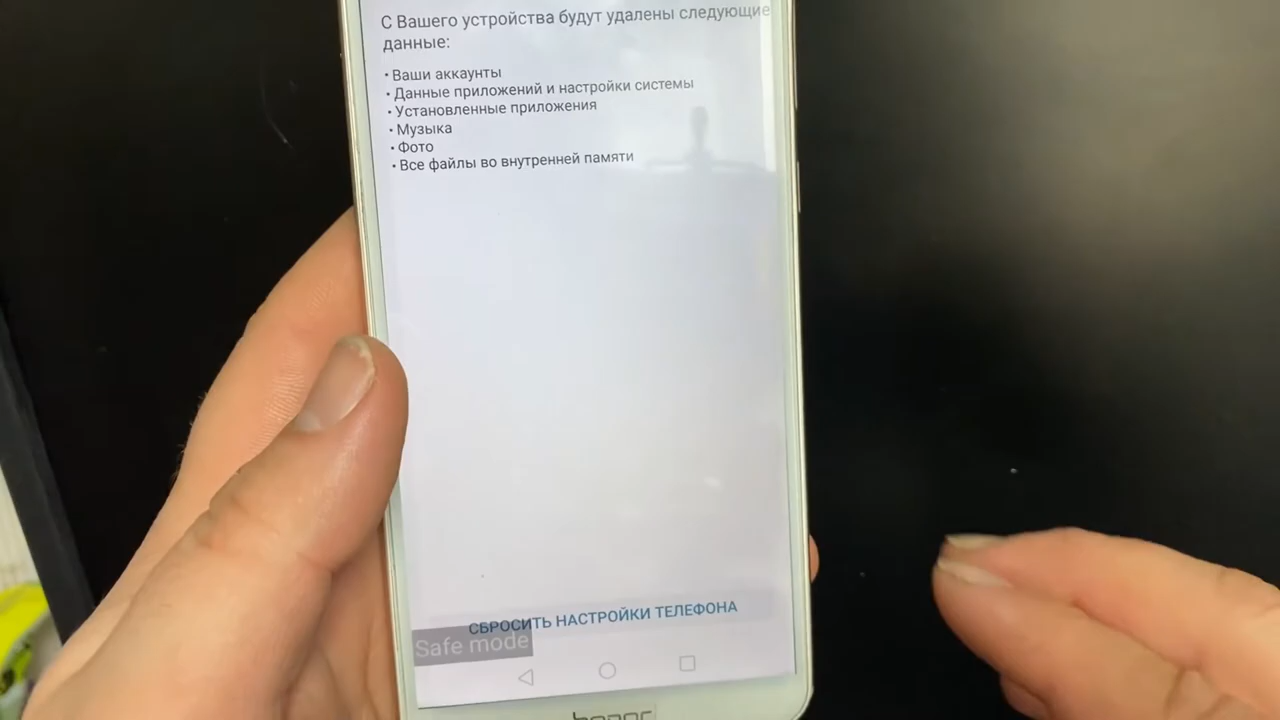 С Вашего устройства будут удалены следующие
данные:
• Ваши аккаунты
• Данные приложений и настройки системы
• Установленные приложения
• Музыка
• Фото
• Все файлы во внутренней памяти
СБРОСИТЬ НАСТРОЙКИ ТЕЛЕФОНА
Safe mode
honor